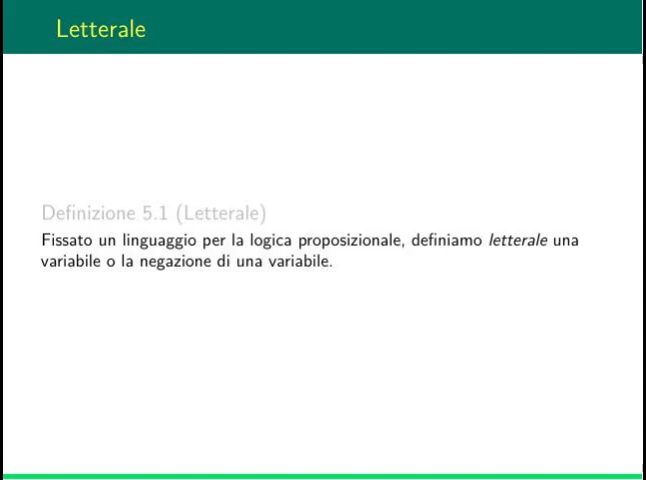 Letterale
Definizione 5.1 (Letterale)
Fissato un linguaggio per la logica proposizionale, definiamo letterale una
variabile o la negazione di una variabile.